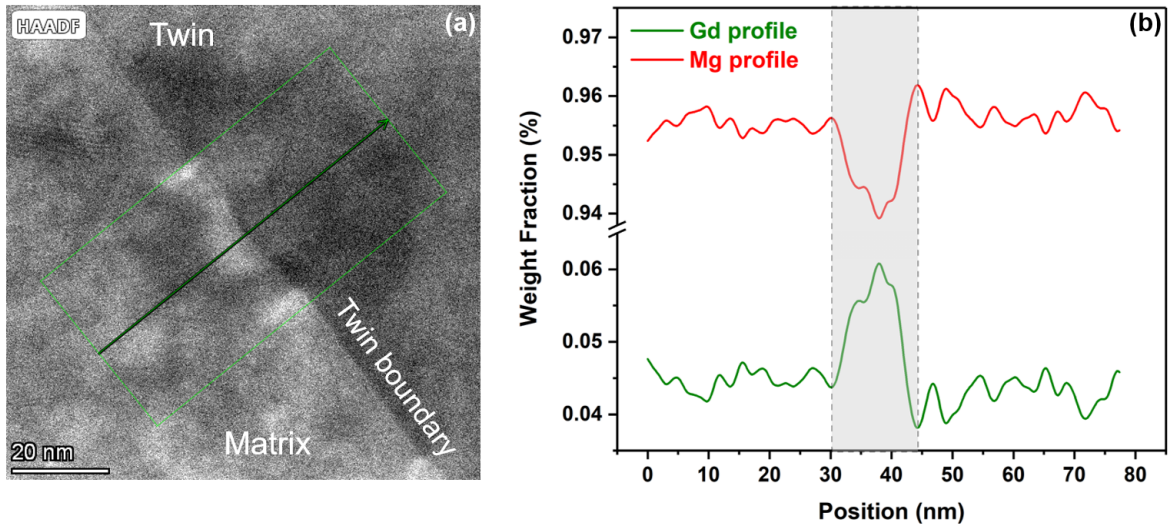 HAADF
Twin
(a)
Twin boundary
Matrix
20 nm
(b)
Gd profile
Mg profile
Weight Fraction (%)
0.97
0.96
0.95
0.94
0.06
0.05
0.04
0 10 20 30 40 50 60 70 80
Position (nm)